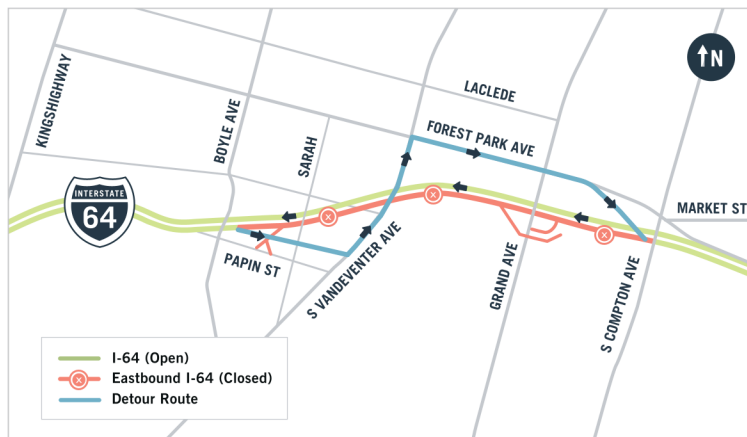 N
KINGSHIGHWAY
LACLEDE
BOYLE AVE
SARAH
FOREST PARK AVE
INTERSTATE
64
MARKET ST
PAPIN ST
S VANDEVENTER AVE
GRAND AVE
S COMPTON AVE
I-64 (Open)
Eastbound I-64 (Closed)
Detour Route